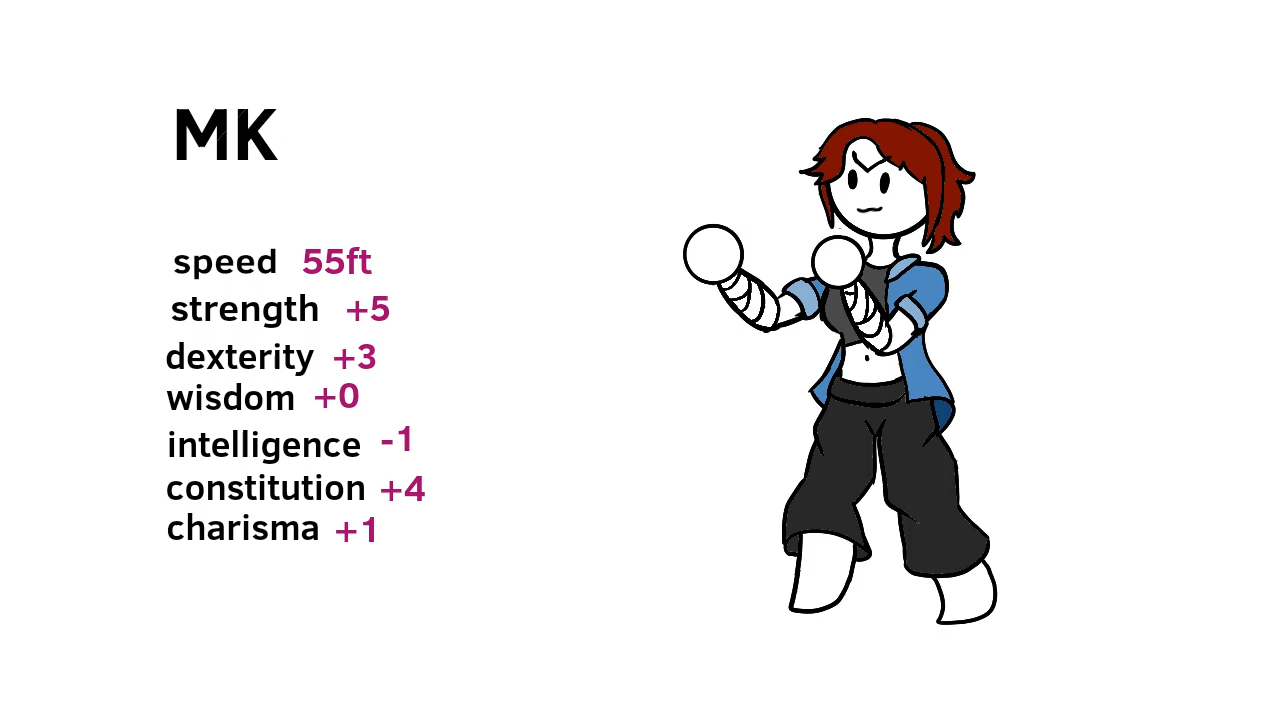 MK
speed 55ft
strength +5
dexterity +3
wisdom +0
intelligence -1
constitution +4
charisma +1